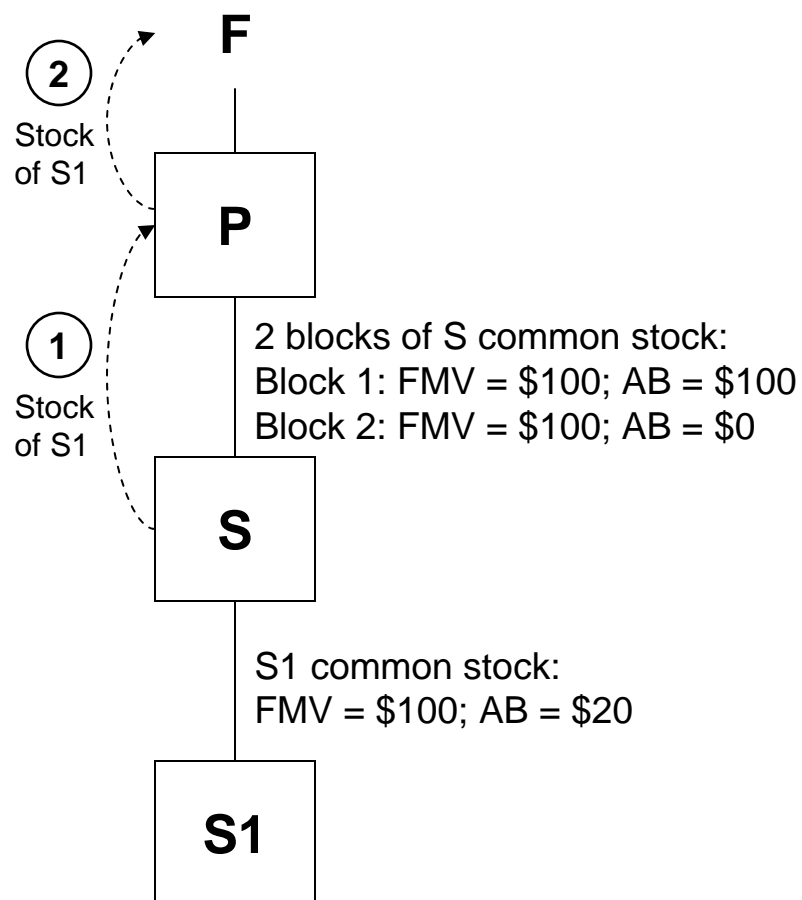 F
2
Stock
of S1
P
2 blocks of S common stock:
Block 1: FMV = $100; AB = $100
Block 2: FMV = $100; AB = $0
1
Stock
of S1
S
S1 common stock:
FMV = $100; AB = $20
S1